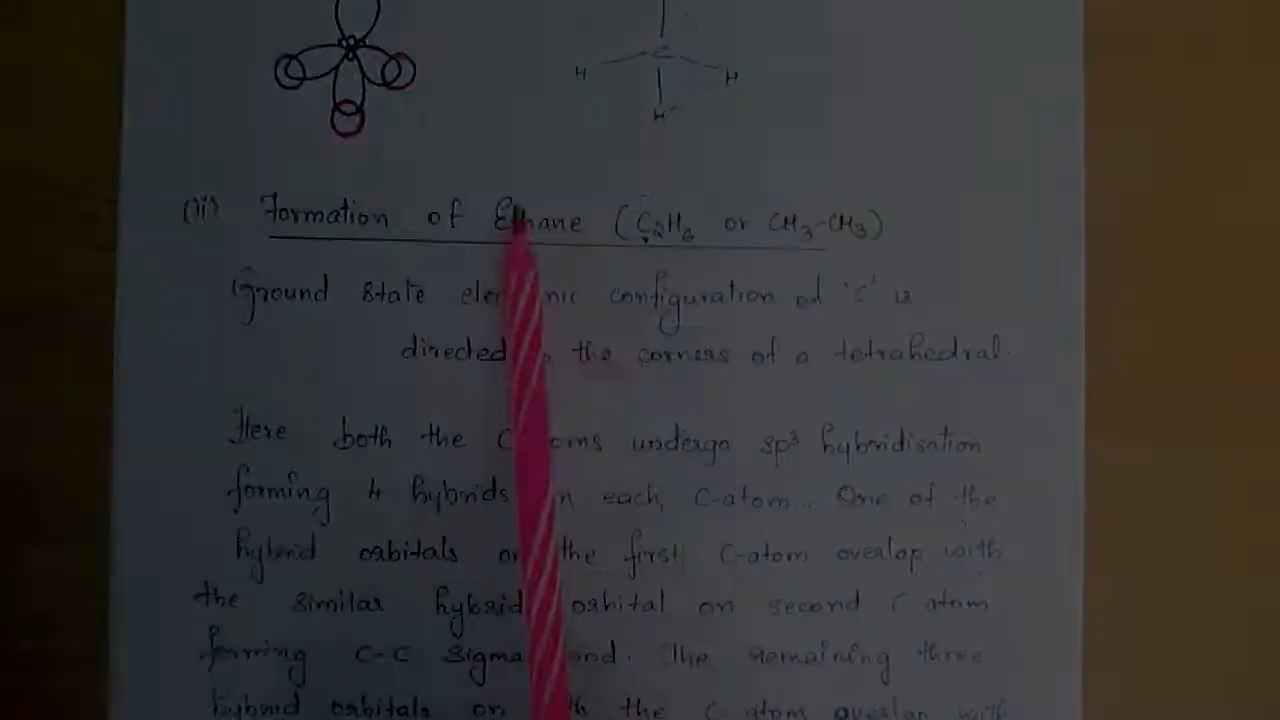 C
H H
H
(ii) Formation of Ethane (C2H6 or CH3-CH3)
Ground state electronic configuration of 'c' is
directed the corners of a tetrahedral.
Here both the C atoms undergo sp³ hybridisation
forming 4 hybrids on each C-atom. One of the
hybrid orbitals on the first C-atom overlap with
the similar hybrid orbital on second C atom
forming C-C sigma bond. The remaining three
hybrid orbitals on the C-atom overlap with